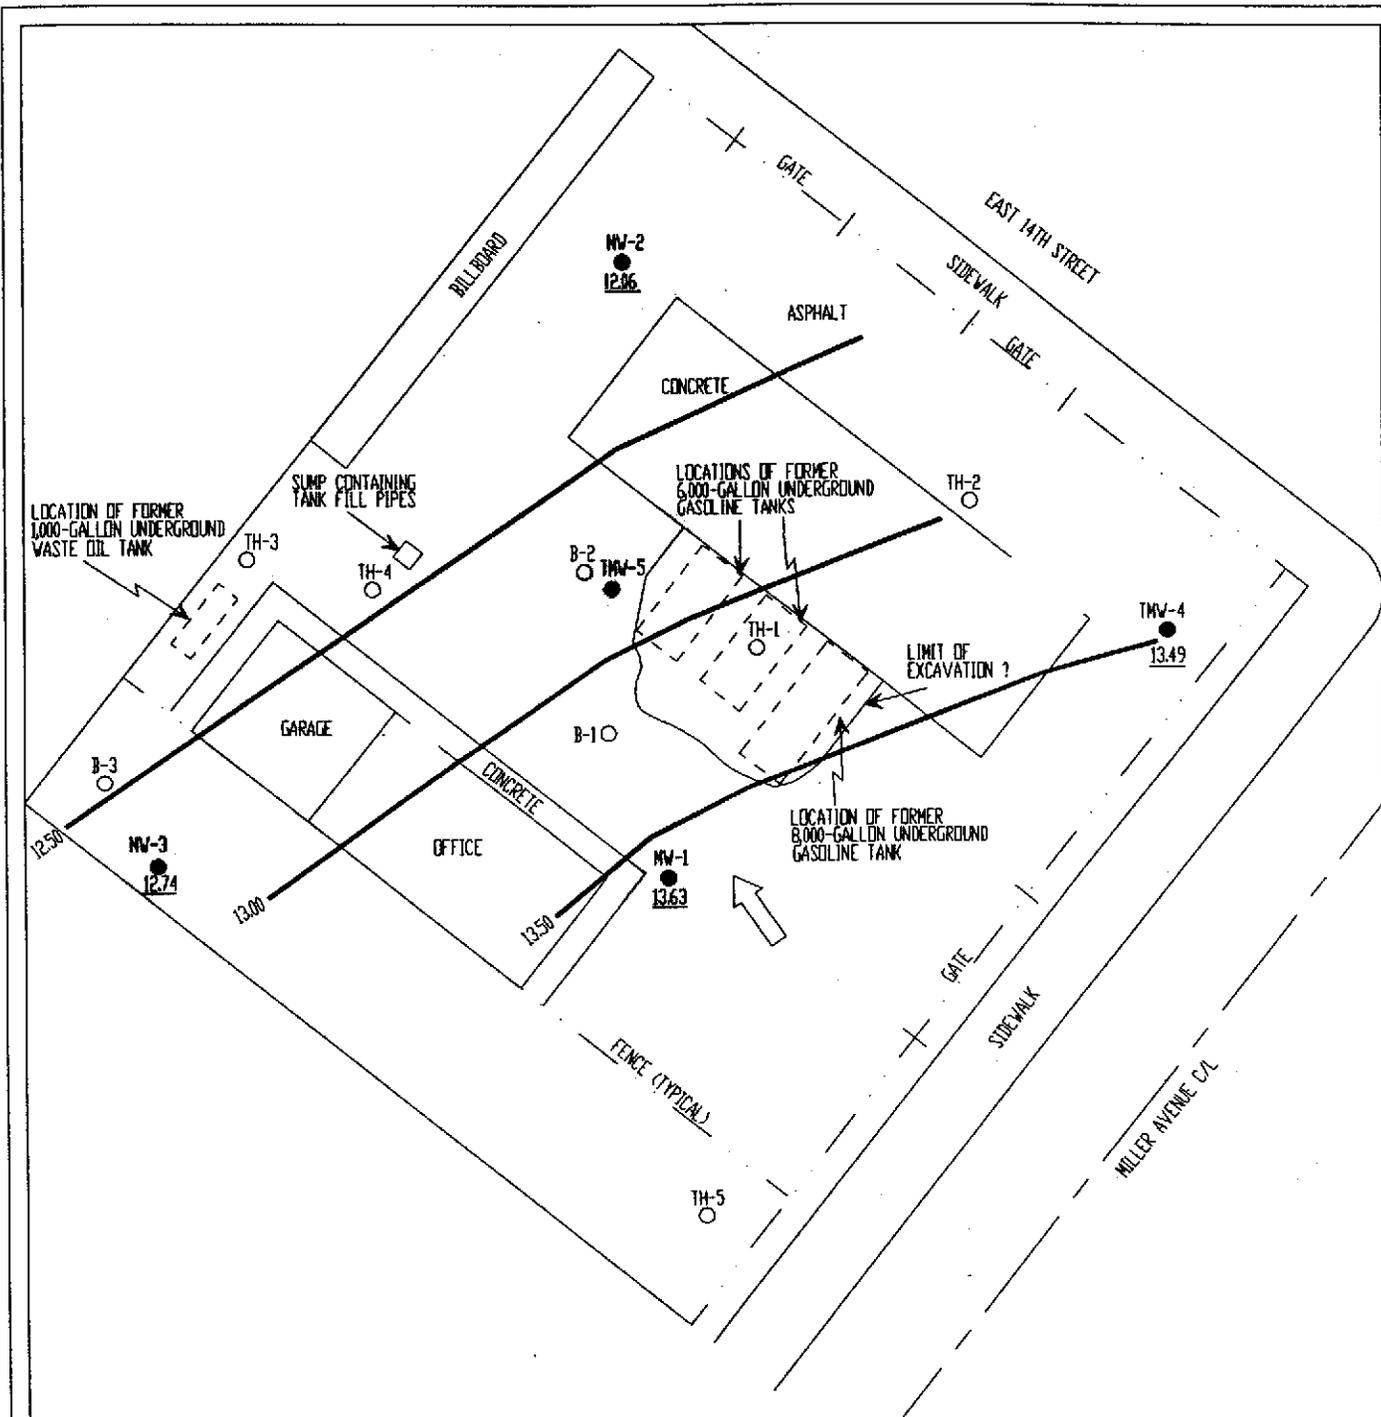 GATE
EAST 14TH STREET
SIDEWALK
GATE
BILLBOARD
MW-2
12.06
ASPHALT
CONCRETE
SUMP CONTAINING
TANK FILL PIPES
LOCATIONS OF FORMER
6,000-GALLON UNDERGROUND
GASOLINE TANKS
TH-2
LOCATION OF FORMER
1,000-GALLON UNDERGROUND
WASTE OIL TANK
TH-3
TH-4
B-2
TMW-5
TH-1
TMW-4
13.49
LIMIT OF
EXCAVATION ?
GARAGE
B-1
B-3
CONCRETE
OFFICE
LOCATION OF FORMER
8,000-GALLON UNDERGROUND
GASOLINE TANK
12.50
MW-3
12.74
13.00
MW-1
13.63
13.50
GATE
SIDEWALK
FENCE (TYPICAL)
MILLER AVENUE C/L
TH-5